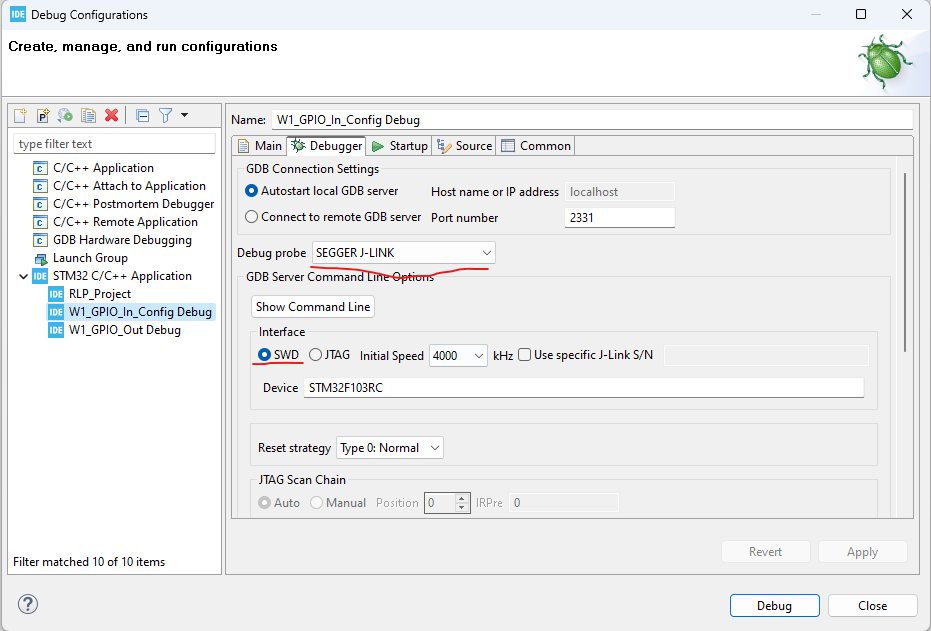 IDE Debug Configurations
Create, manage, and run configurations
type filter text
C/C++ Application
C/C++ Attach to Application
C/C++ Postmortem Debugger
C/C++ Remote Application
GDB Hardware Debugging
Launch Group
IDE STM32 C/C++ Application
IDE RLP_Project
IDE W1_GPIO_In_Config Debug
IDE W1_GPIO_Out Debug
Filter matched 10 of 10 items
Name: W1_GPIO_In_Config Debug
Main Debugger Startup Source Common
GDB Connection Settings
Autostart local GDB server Host name or IP address localhost
Connect to remote GDB server Port number 2331
Debug probe SEGGER J-LINK
GDB Server Command Line Options
Show Command Line
Interface
SWD JTAG Initial Speed 4000 kHz Use specific J-Link S/N
Device STM32F103RC
Reset strategy Type 0: Normal
JTAG Scan Chain
Auto Manual Position 0 IRPre 0
Revert Apply
? Debug Close